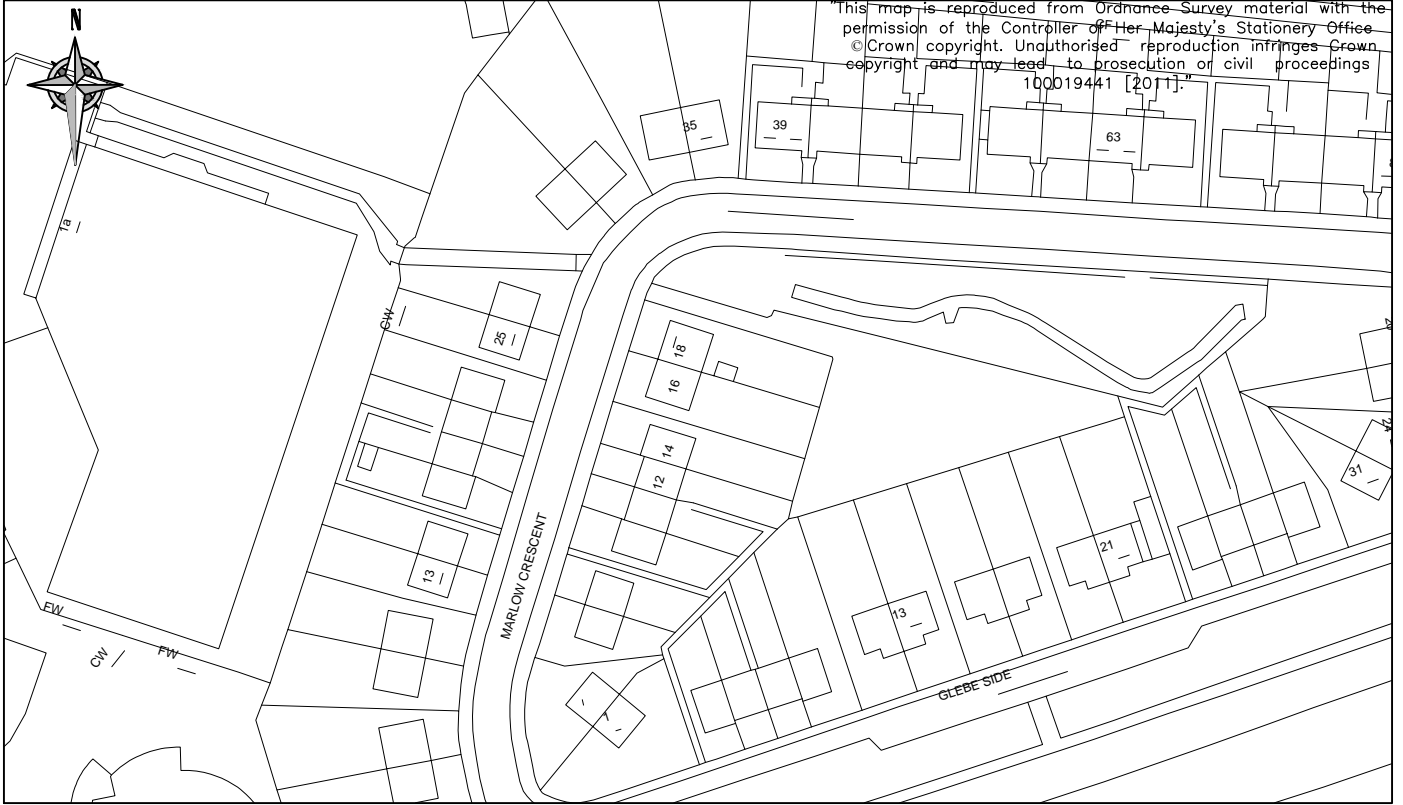 N
"This map is reproduced from Ordnance Survey material with the
permission of the Controller of Her Majesty's Stationery Office
© Crown copyright. Unauthorised reproduction infringes Crown
copyright and may lead to prosecution or civil proceedings
100019441 [2011]."
CF
35
39
63
1a
CW
25
18
16
14
12
13
31
21
13
MARLOW CRESCENT
FW
CW
FW
GLEBE SIDE